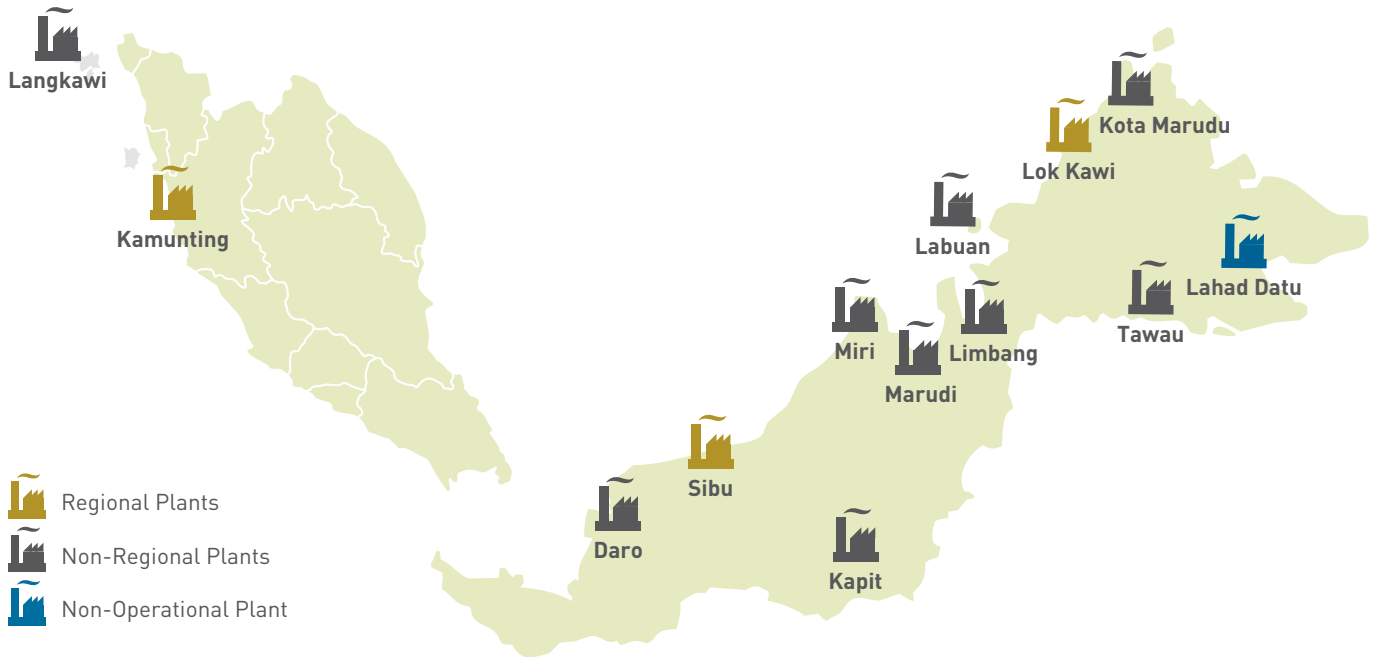 Langkawi
Kamunting
Kota Marudu
Lok Kawi
Labuan
Lahad Datu
Tawau
Miri
Limbang
Marudi
Sibu
Daro
Kapit
Regional Plants
Non-Regional Plants
Non-Operational Plant